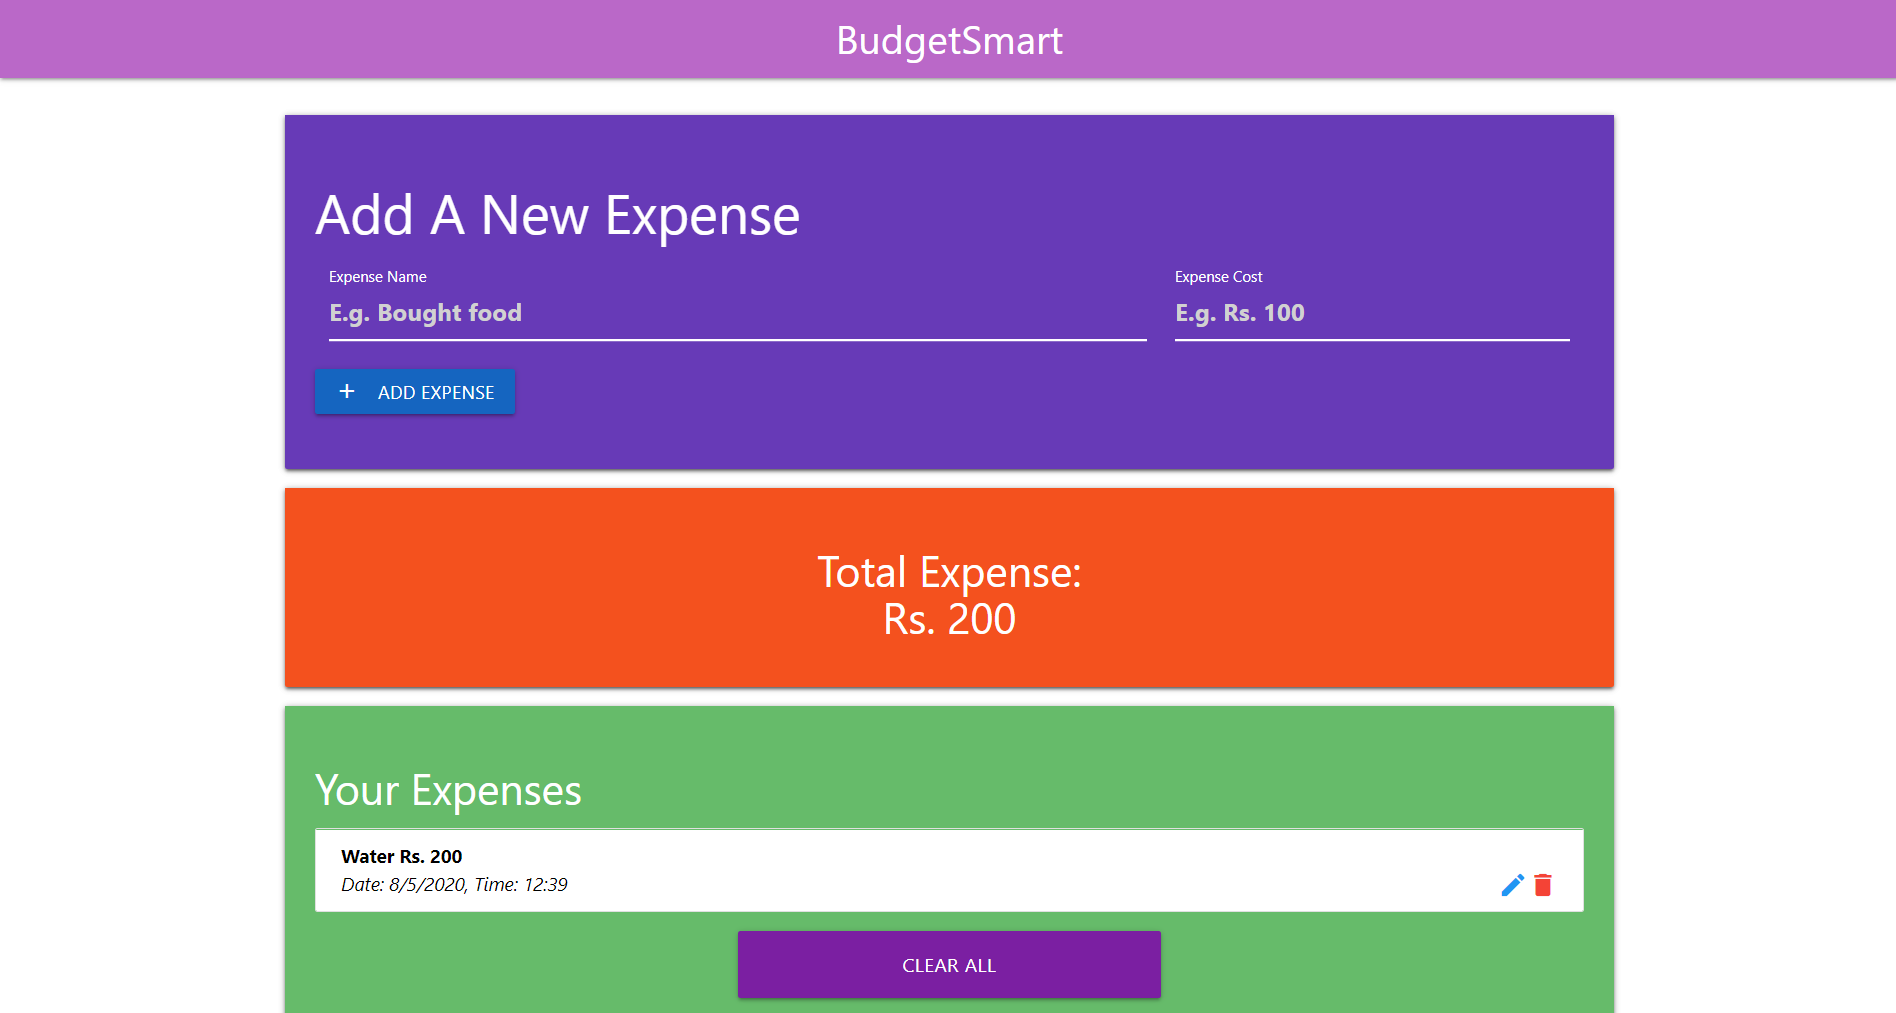 BudgetSmart
Add A New Expense
Expense Name
Expense Cost
E.g. Bought food
E.g. Rs. 100
ADD EXPENSE
Total Expense:
Rs. 200
Your Expenses
Water Rs. 200
Date: 8/5/2020, Time: 12:39
CLEAR ALL